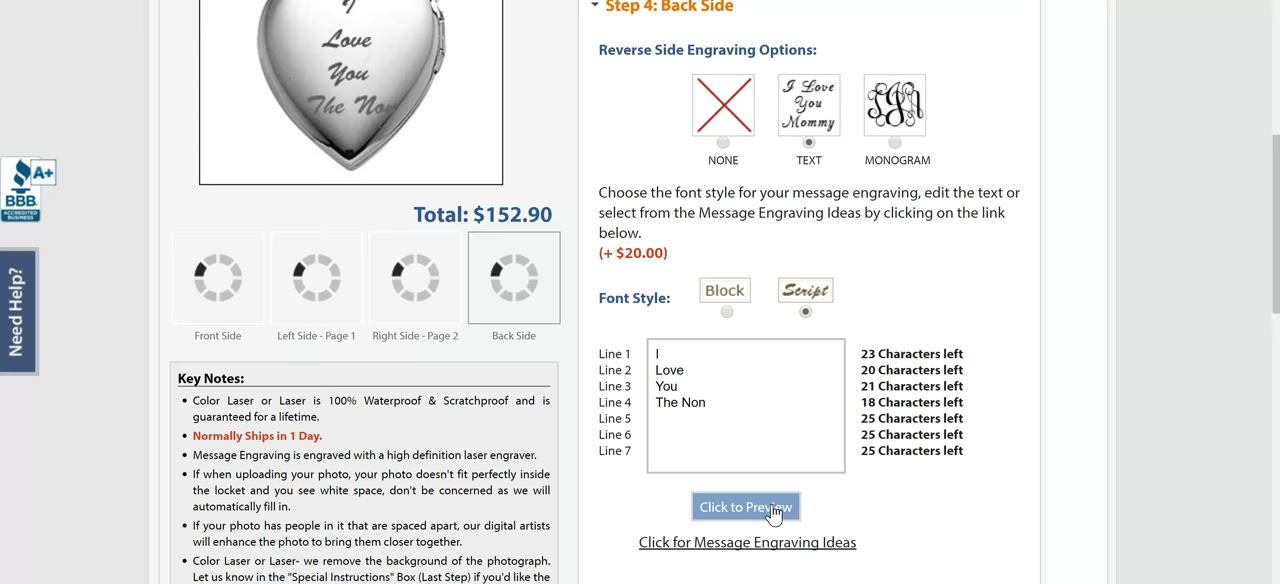 I
Love
You
The Non
A+
BBB
ACCREDITED
BUSINESS
Need Help?
Total: $152.90
Front Side
Left Side - Page 1
Right Side - Page 2
Back Side
Key Notes:
• Color Laser or Laser is 100% Waterproof & Scratchproof and is
guaranteed for a lifetime.
• Normally Ships in 1 Day.
• Message Engraving is engraved with a high definition laser engraver.
• If when uploading your photo, your photo doesn't fit perfectly inside
the locket and you see white space, don't be concerned as we will
automatically fill in.
• If your photo has people in it that are spaced apart, our digital artists
will enhance the photo to bring them closer together.
• Color Laser or Laser- we remove the background of the photograph.
Let us know in the "Special Instructions" Box (Last Step) if you'd like the
Step 4: Back Side
Reverse Side Engraving Options:
I Love
You
Mommy
NONE
TEXT
MONOGRAM
Choose the font style for your message engraving, edit the text or
select from the Message Engraving Ideas by clicking on the link
below.
(+ $20.00)
Font Style:
Block
Script
Line 1 I 23 Characters left
Line 2 Love 20 Characters left
Line 3 You 21 Characters left
Line 4 The Non 18 Characters left
Line 5 25 Characters left
Line 6 25 Characters left
Line 7 25 Characters left
Click to Preview
Click for Message Engraving Ideas